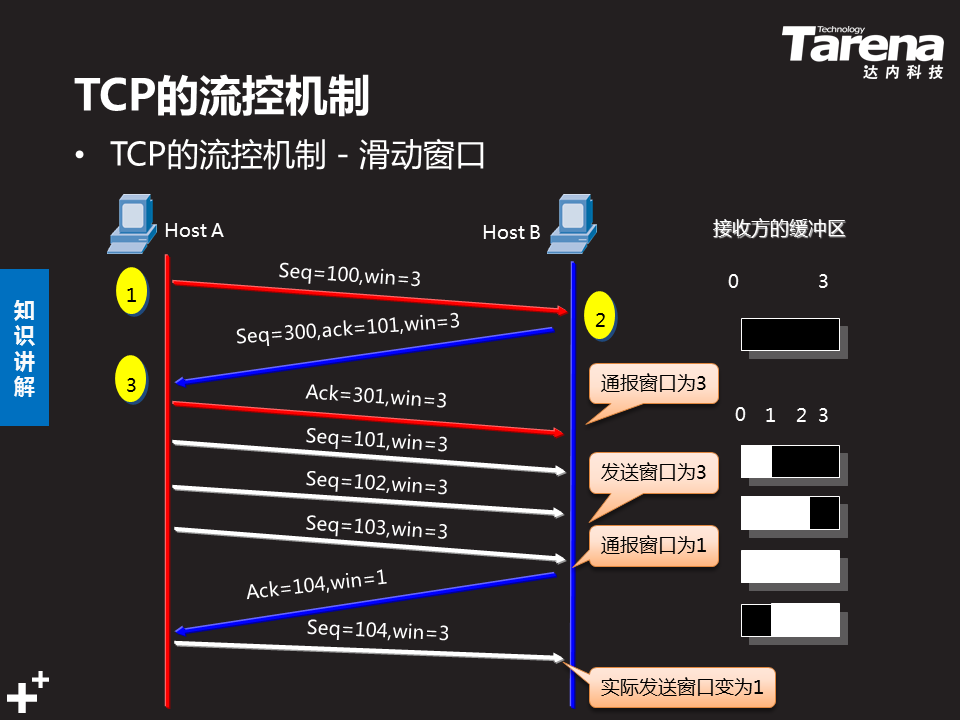 Technology
Tarena
达内科技
TCP的流控机制
• TCP的流控机制 - 滑动窗口
Host A
Host B
接收方的缓冲区
知识讲解
1
2
3
Seq=100,win=3
Seq=300,ack=101,win=3
Ack=301,win=3
Seq=101,win=3
Seq=102,win=3
Seq=103,win=3
Ack=104,win=1
Seq=104,win=3
通报窗口为3
发送窗口为3
通报窗口为1
实际发送窗口变为1
0 3
0 1 2 3